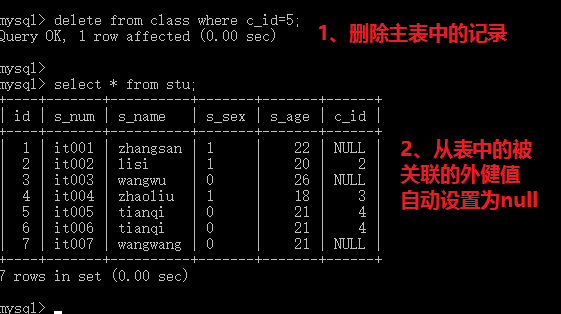 mysql> delete from class where c_id=5;
Query OK, 1 row affected (0.00 sec)
1、删除主表中的记录
mysql>
mysql> select * from stu;
+----+-------+----------+-------+-------+------+
| id | s_num | s_name | s_sex | s_age | c_id |
+----+-------+----------+-------+-------+------+
| 1 | it001 | zhangsan | 1 | 22 | NULL |
| 2 | it002 | lisi | 1 | 20 | 2 |
| 3 | it003 | wangwu | 0 | 26 | NULL |
| 4 | it004 | zhaoliu | 1 | 18 | 3 |
| 5 | it005 | tianqi | 0 | 21 | 4 |
| 6 | it006 | tianqi | 0 | 21 | 4 |
| 7 | it007 | wangwang | 0 | 21 | NULL |
+----+-------+----------+-------+-------+------+
2、从表中的被
关联的外健值
自动设置为null
7 rows in set (0.00 sec)
mysql> _